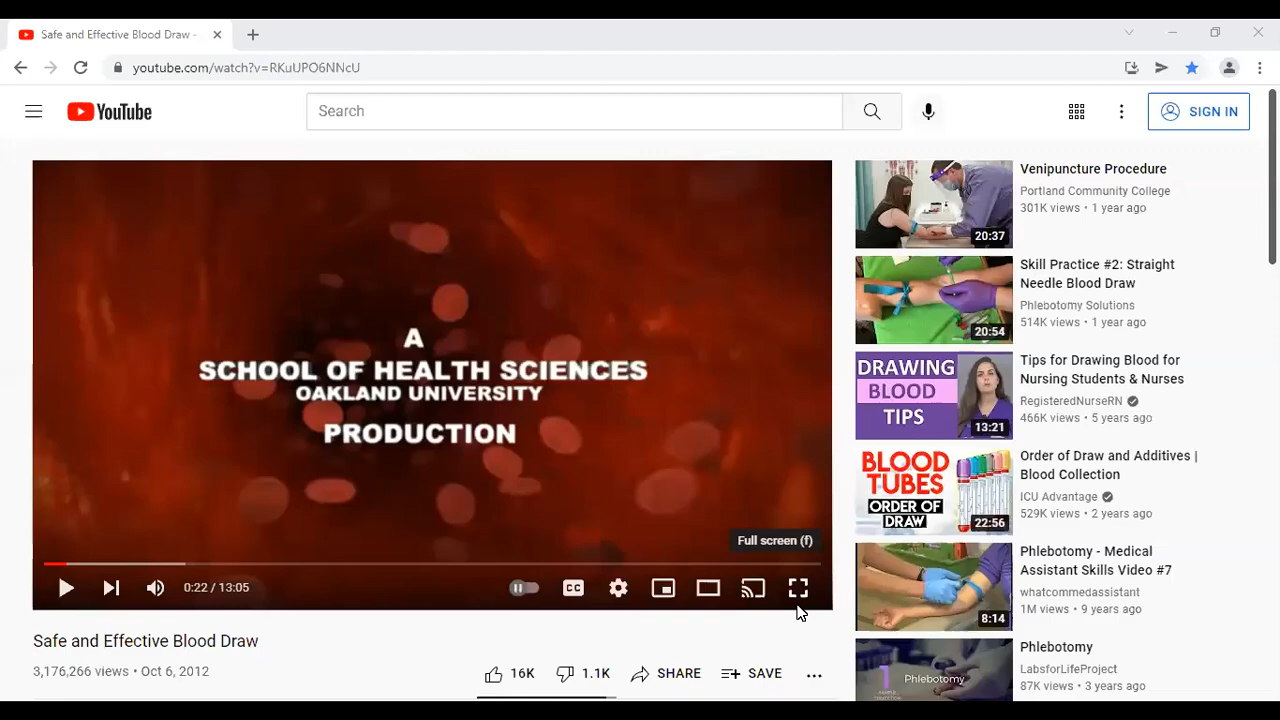 Safe and Effective Blood Draw -
youtube.com/watch?v=RKuUPO6NNcU
YouTube
Search
SIGN IN
A
SCHOOL OF HEALTH SCIENCES
OAKLAND UNIVERSITY
PRODUCTION
Full screen (f)
0:22 / 13:05
CC
Safe and Effective Blood Draw
3,176,266 views • Oct 6, 2012
16K
1.1K
SHARE
SAVE
20:37
Venipuncture Procedure
Portland Community College
301K views • 1 year ago
20:54
Skill Practice #2: Straight
Needle Blood Draw
Phlebotomy Solutions
514K views • 1 year ago
DRAWING
BLOOD
TIPS
13:21
Tips for Drawing Blood for
Nursing Students & Nurses
RegisteredNurseRN
466K views • 5 years ago
BLOOD
TUBES
ORDER OF
DRAW
22:56
Order of Draw and Additives |
Blood Collection
ICU Advantage
529K views • 2 years ago
8:14
Phlebotomy - Medical
Assistant Skills Video #7
whatcommedassistant
1M views • 9 years ago
1
Phlebotomy
Phlebotomy
LabsforLifeProject
87K views • 3 years ago